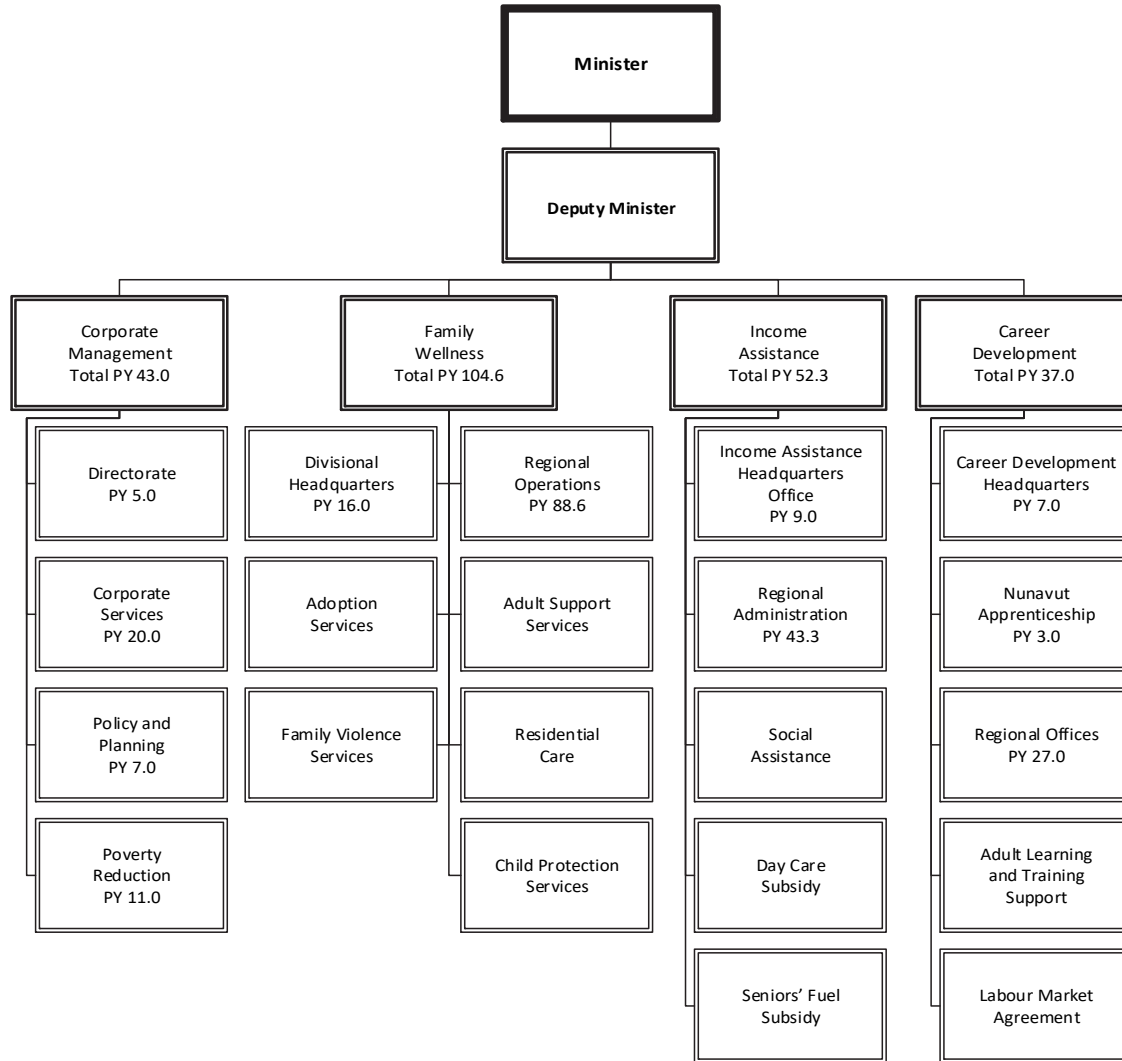 Minister
Deputy Minister
Corporate
Management
Total PY 43.0
Family
Wellness
Total PY 104.6
Income
Assistance
Total PY 52.3
Career
Development
Total PY 37.0
Directorate
PY 5.0
Divisional
Headquarters
PY 16.0
Regional
Operations
PY 88.6
Income Assistance
Headquarters
Office
PY 9.0
Career Development
Headquarters
PY 7.0
Corporate
Services
PY 20.0
Adoption
Services
Adult Support
Services
Regional
Administration
PY 43.3
Nunavut
Apprenticeship
PY 3.0
Policy and
Planning
PY 7.0
Family Violence
Services
Residential
Care
Social
Assistance
Regional Offices
PY 27.0
Poverty
Reduction
PY 11.0
Child Protection
Services
Day Care
Subsidy
Adult Learning
and Training
Support
Seniors’ Fuel
Subsidy
Labour Market
Agreement